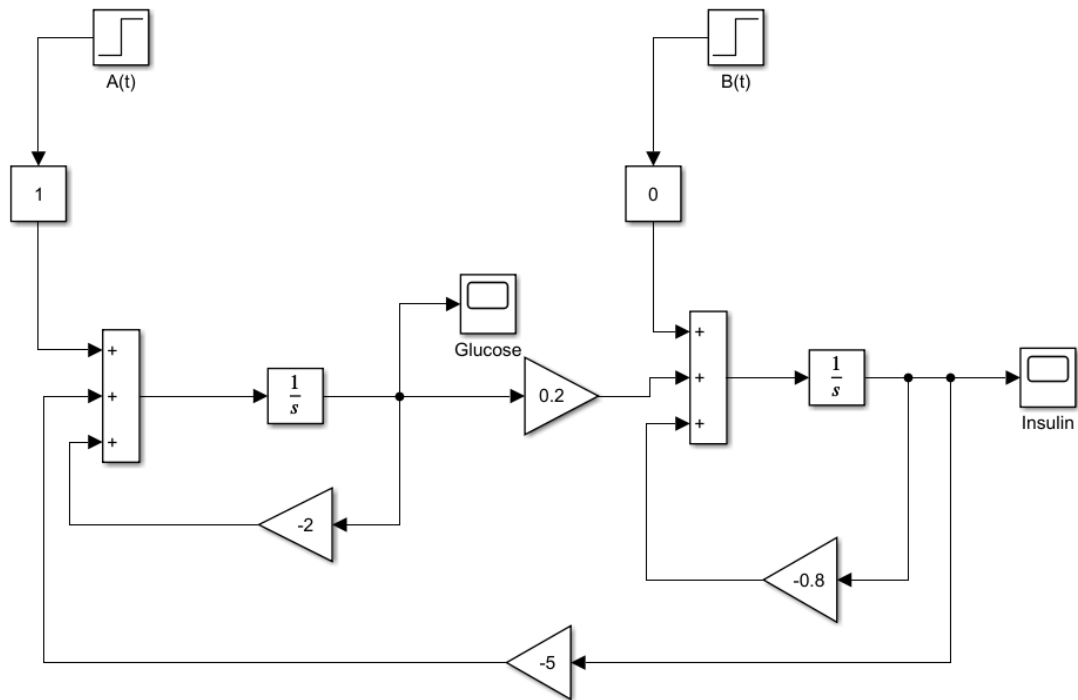 A(t)
B(t)
1
0
+
+
+
1
s
Glucose
0.2
+
+
+
1
s
Insulin
-2
-0.8
-5